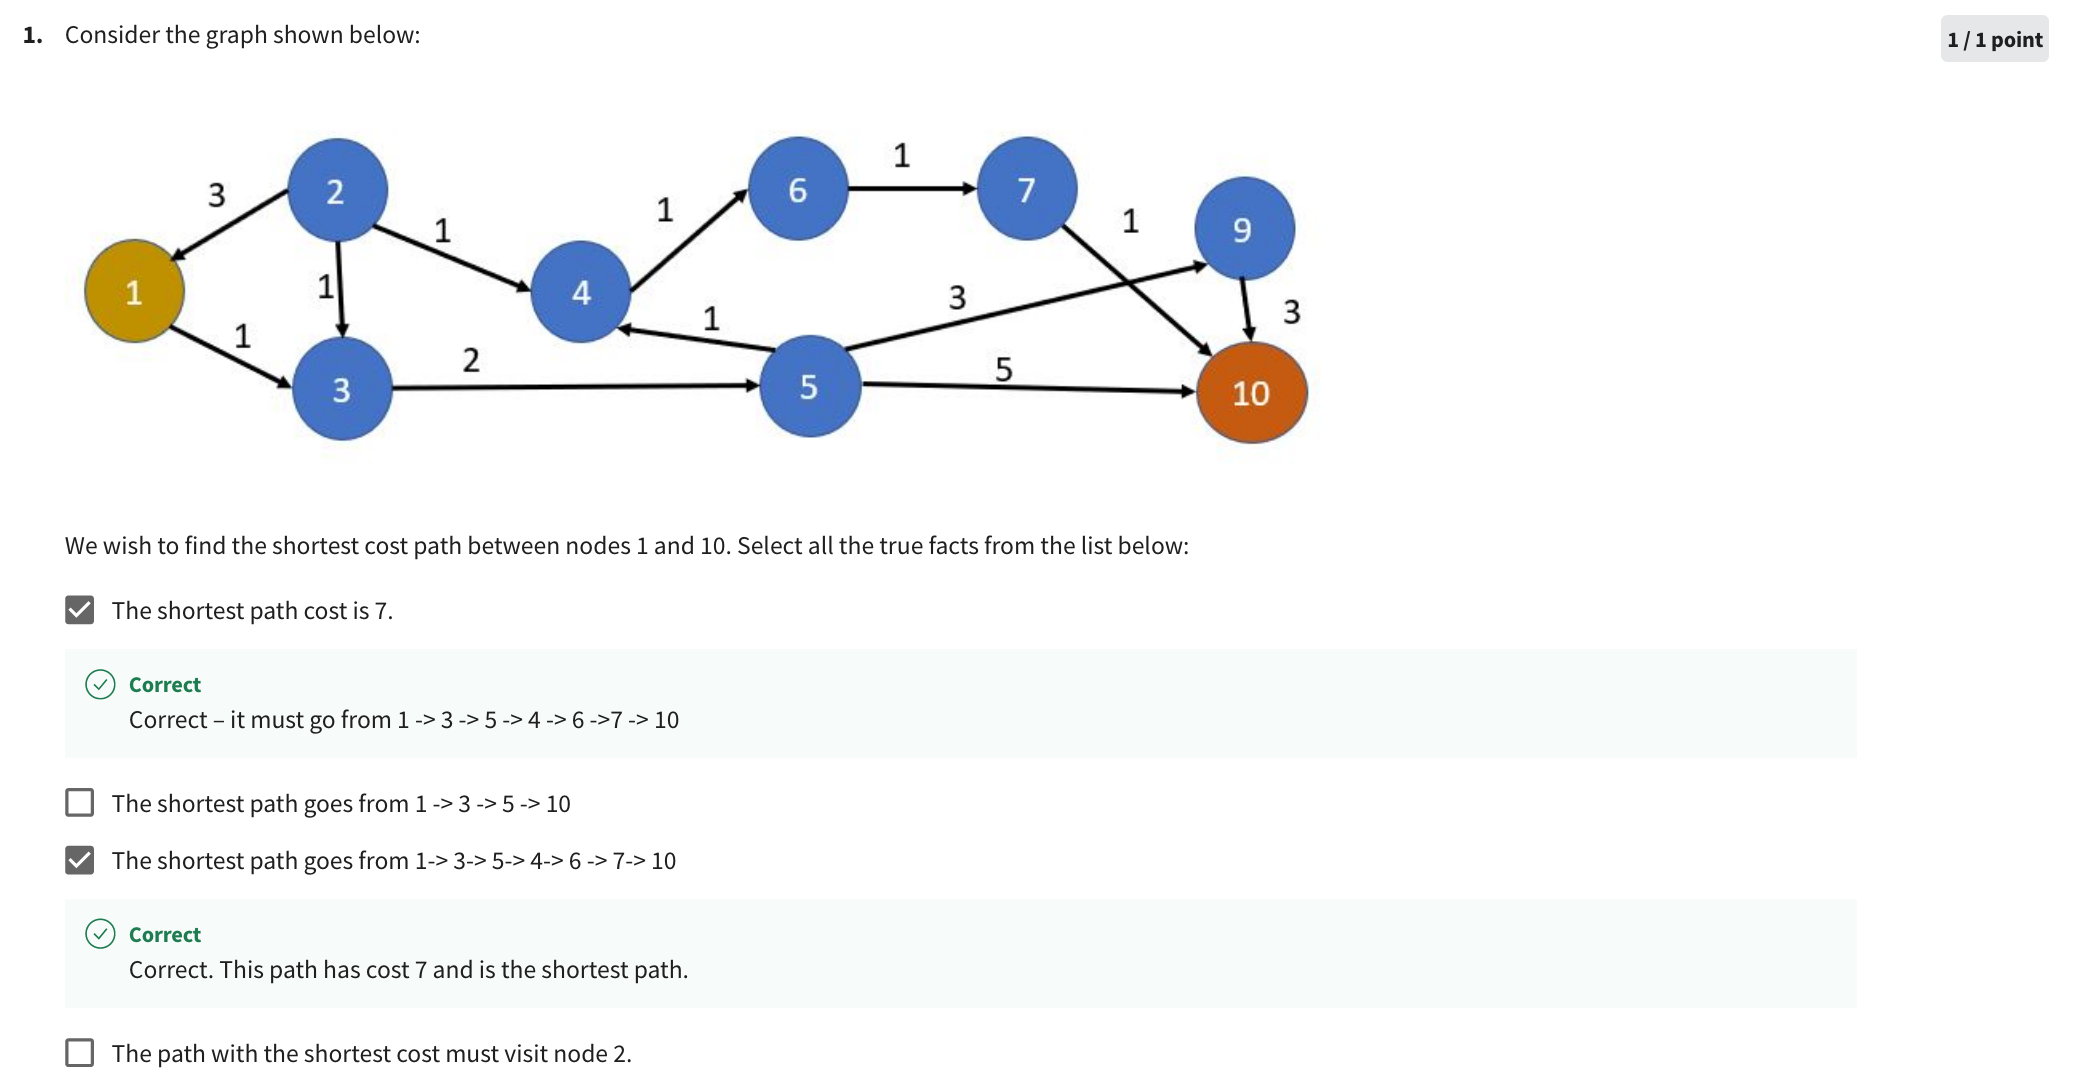 1. Consider the graph shown below:
1 / 1 point
1
6
7
3
2
1
1
1
9
1
4
1
3
1
3
1
2
5
3
5
10
We wish to find the shortest cost path between nodes 1 and 10. Select all the true facts from the list below:
The shortest path cost is 7.
Correct
Correct – it must go from 1 -> 3 -> 5 -> 4 -> 6 ->7 -> 10
The shortest path goes from 1 -> 3 -> 5 -> 10
The shortest path goes from 1-> 3-> 5-> 4-> 6 -> 7-> 10
Correct
Correct. This path has cost 7 and is the shortest path.
The path with the shortest cost must visit node 2.